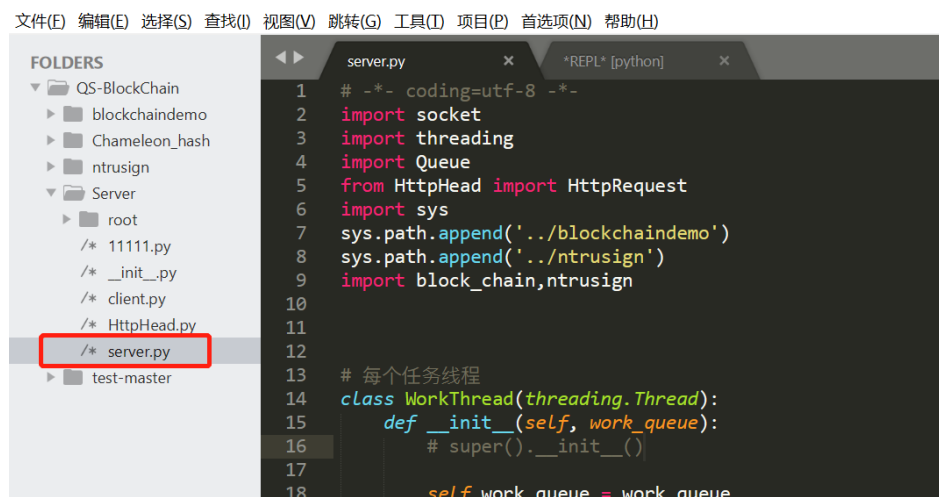 文件(F) 编辑(E) 选择(S) 查找(I) 视图(V) 跳转(G) 工具(T) 项目(P) 首选项(N) 帮助(H)
FOLDERS
QS-BlockChain
blockchaindemo
Chameleon_hash
ntrusign
Server
root
/* 11111.py
/* __init__.py
/* client.py
/* HttpHead.py
/* server.py
test-master
server.py × *REPL* [python] ×
1 # -*- coding=utf-8 -*-
2 import socket
3 import threading
4 import Queue
5 from HttpHead import HttpRequest
6 import sys
7 sys.path.append('../blockchaindemo')
8 sys.path.append('../ntrusign')
9 import block_chain,ntrusign
10
11
12
13 # 每个任务线程
14 class WorkThread(threading.Thread):
15 def __init__(self, work_queue):
16 # super().__init__()
17
18 self.work_queue = work_queue